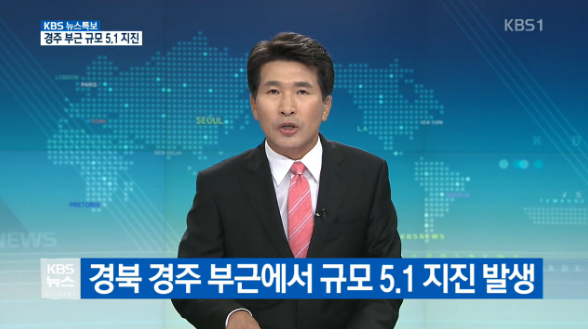 KBS 뉴스특보
경주 부근 규모 5.1 지진
KBS1
LONDON
PARIS
SEOUL
NEW YORK
PRETORIA
NEWS
KBSNEWS
KBS
뉴스
경북 경주 부근에서 규모 5.1 지진 발생